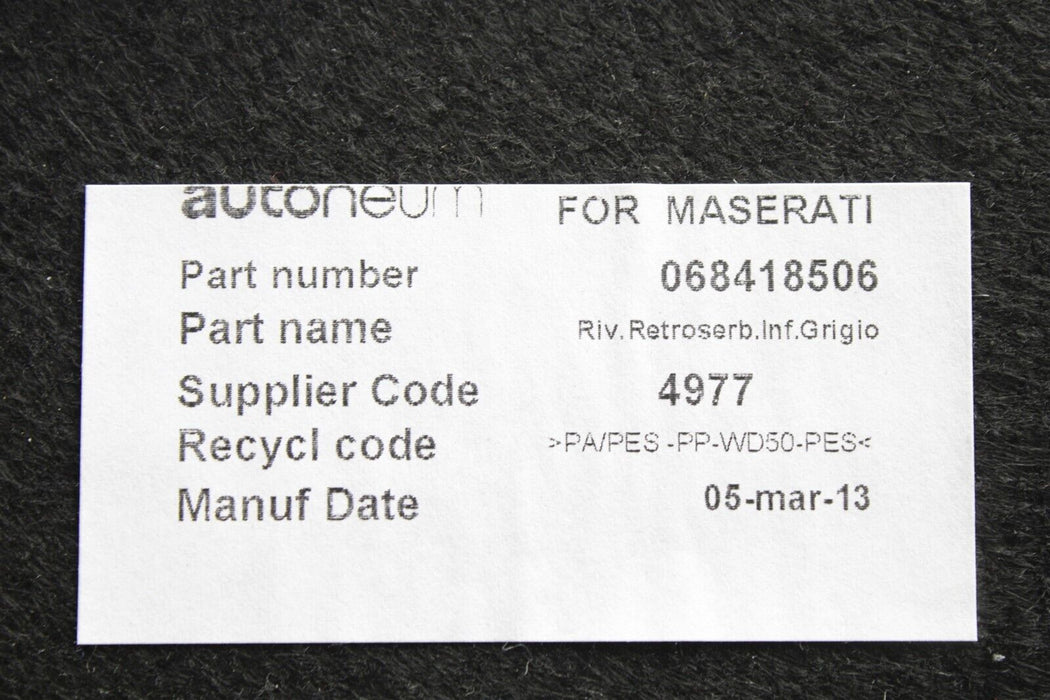 autoneum FOR MASERATI
Part number 068418506
Part name Riv.Retroserb.Inf.Grigio
Supplier Code 4977
Recycl code >PA/PES -PP-WD50-PES<
Manuf Date 05-mar-13